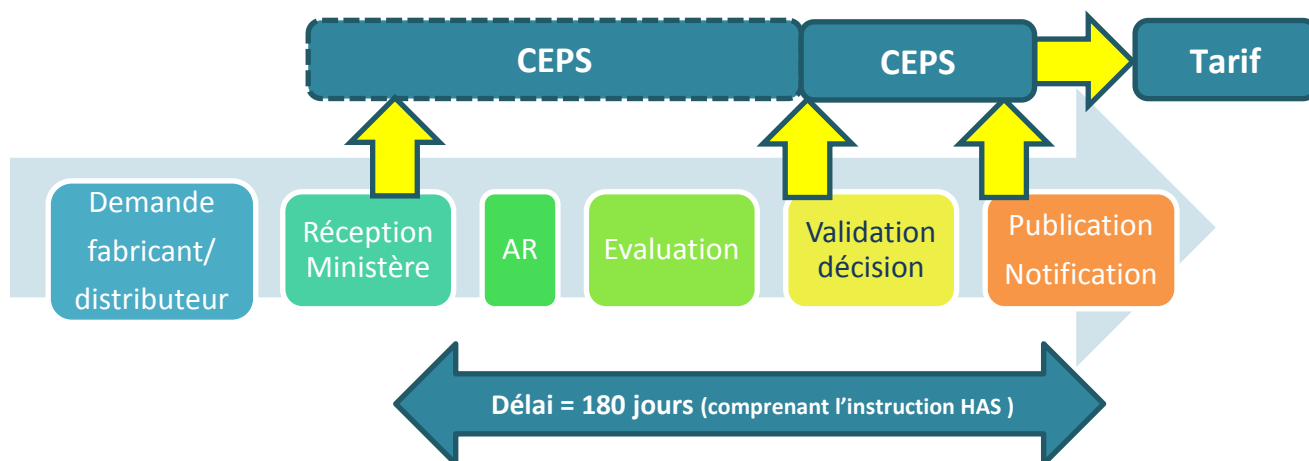 CEPS
CEPS
Tarif
Demande
fabricant/
distributeur
Réception
Ministère
AR
Evaluation
Validation
décision
Publication
Notification
Délai = 180 jours (comprenant l'instruction HAS )